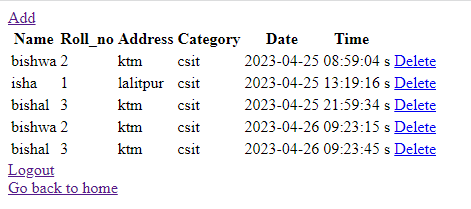 Add
Name Roll_no Address Category Date Time
bishwa 2 ktm csit 2023-04-25 08:59:04 s Delete
isha 1 lalitpur csit 2023-04-25 13:19:16 s Delete
bishal 3 ktm csit 2023-04-25 21:59:34 s Delete
bishwa 2 ktm csit 2023-04-26 09:23:15 s Delete
bishal 3 ktm csit 2023-04-26 09:23:45 s Delete
Logout
Go back to home